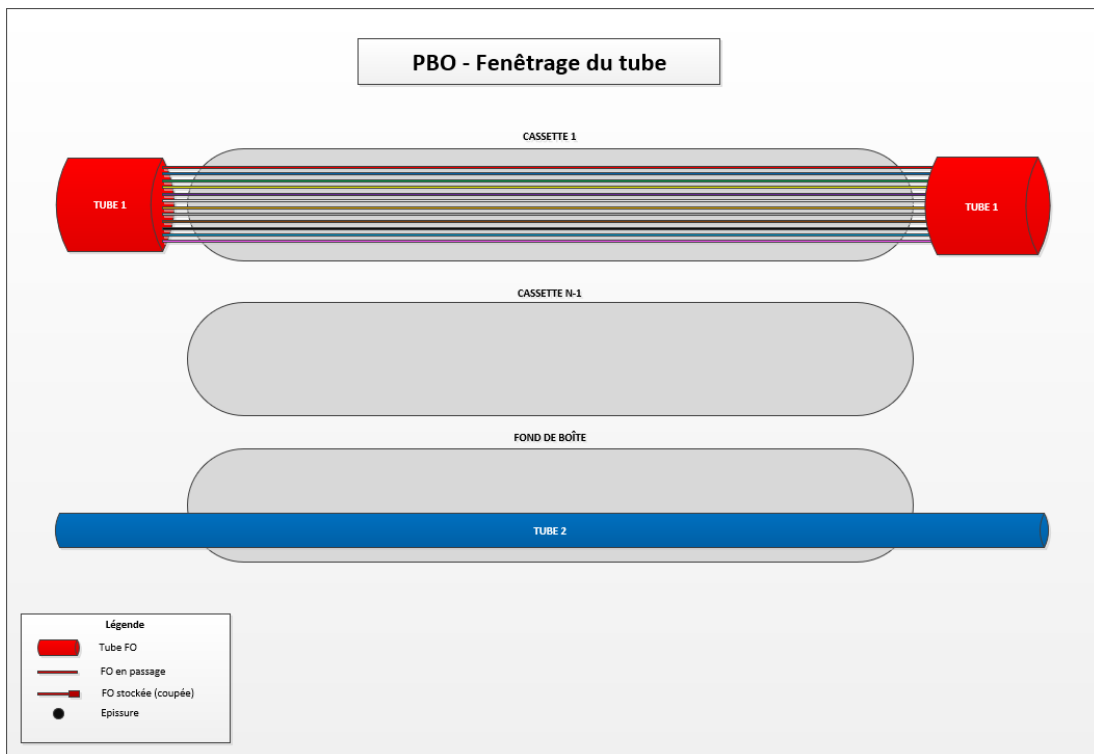 PBO - Fenêtrage du tube
CASSETTE 1
TUBE 1
TUBE 1
CASSETTE N-1
FOND DE BOÎTE
TUBE 2
Légende
Tube FO
FO en passage
FO stockée (coupée)
Epissure